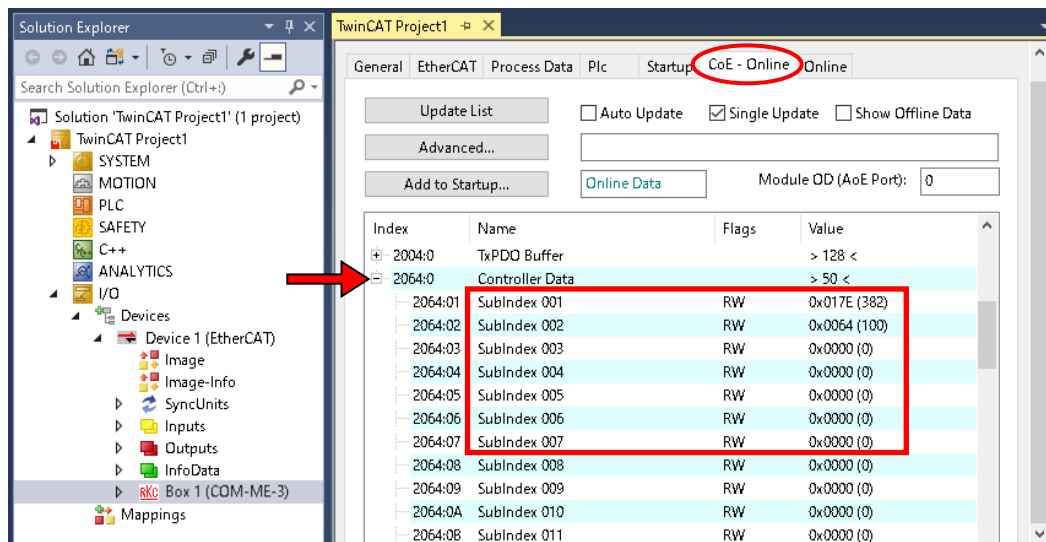 Solution Explorer
Search Solution Explorer (Ctrl+:)
Solution 'TwinCAT Project1' (1 project)
TwinCAT Project1
SYSTEM
MOTION
PLC
SAFETY
C++
ANALYTICS
I/O
Devices
Device 1 (EtherCAT)
Image
Image-Info
SyncUnits
Inputs
Outputs
InfoData
RKC Box 1 (COM-ME-3)
Mappings
TwinCAT Project1
General EtherCAT Process Data Plc Startup CoE - Online Online
Update List Auto Update Single Update Show Offline Data
Advanced...
Add to Startup... Online Data Module OD (AoE Port): 0
Index Name Flags Value
2004:0 TxPDO Buffer > 128 <
2064:0 Controller Data > 50 <
2064:01 SubIndex 001 RW 0x017E (382)
2064:02 SubIndex 002 RW 0x0064 (100)
2064:03 SubIndex 003 RW 0x0000 (0)
2064:04 SubIndex 004 RW 0x0000 (0)
2064:05 SubIndex 005 RW 0x0000 (0)
2064:06 SubIndex 006 RW 0x0000 (0)
2064:07 SubIndex 007 RW 0x0000 (0)
2064:08 SubIndex 008 RW 0x0000 (0)
2064:09 SubIndex 009 RW 0x0000 (0)
2064:0A SubIndex 010 RW 0x0000 (0)
2064:0B SubIndex 011 RW 0x0000 (0)